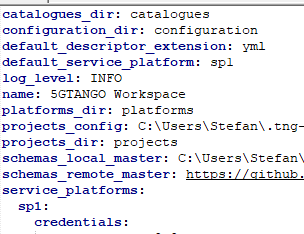 catalogues_dir: catalogues
configuration_dir: configuration
default_descriptor_extension: yml
default_service_platform: sp1
log_level: INFO
name: 5GTANGO Workspace
platforms_dir: platforms
projects_config: C:\Users\Stefan\.tng-
projects_dir: projects
schemas_local_master: C:\Users\Stefan\
schemas_remote_master: https://github.
service_platforms:
sp1:
credentials: